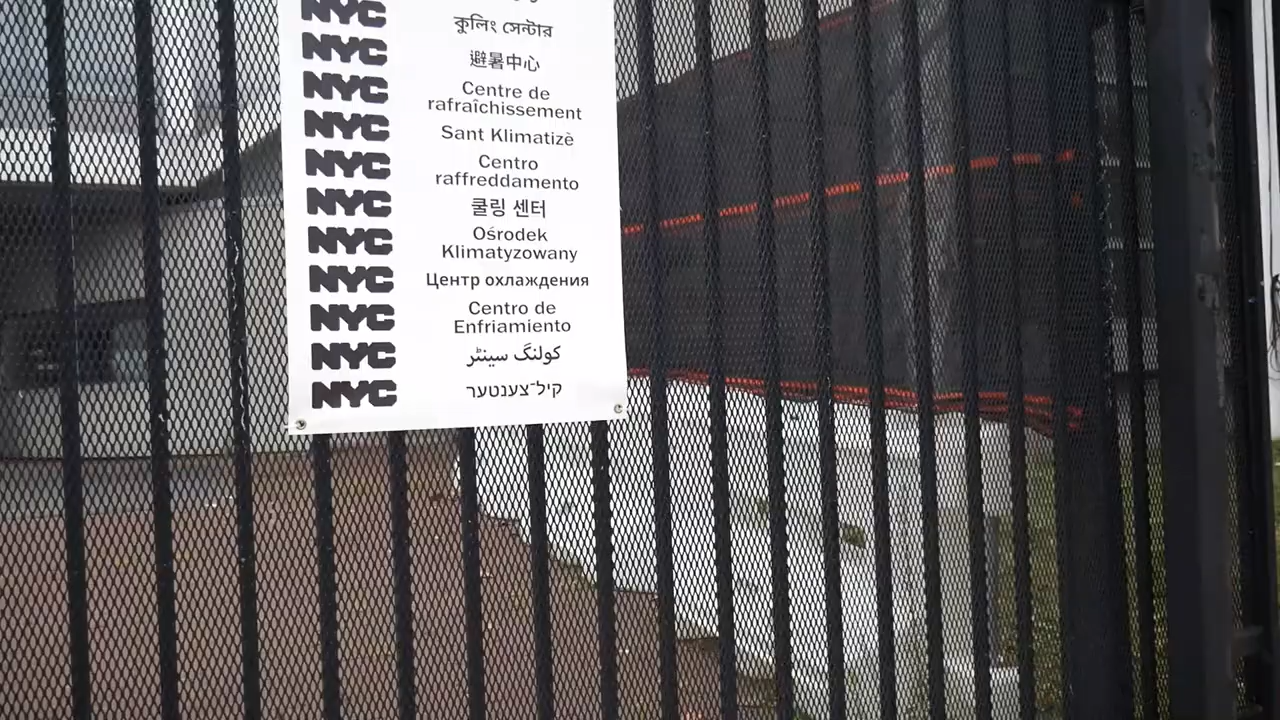 NYC কুলিং সেন্টার
NYC 避暑中心
NYC Centre de
rafraîchissement
NYC Sant Klimatizè
NYC Centro
raffreddamento
NYC 쿨링 센터
NYC Ośrodek
Klimatyzowany
NYC Центр охлаждения
NYC Centro de
Enfriamiento
NYC کولنگ سینٹر
NYC קיל־צענטער